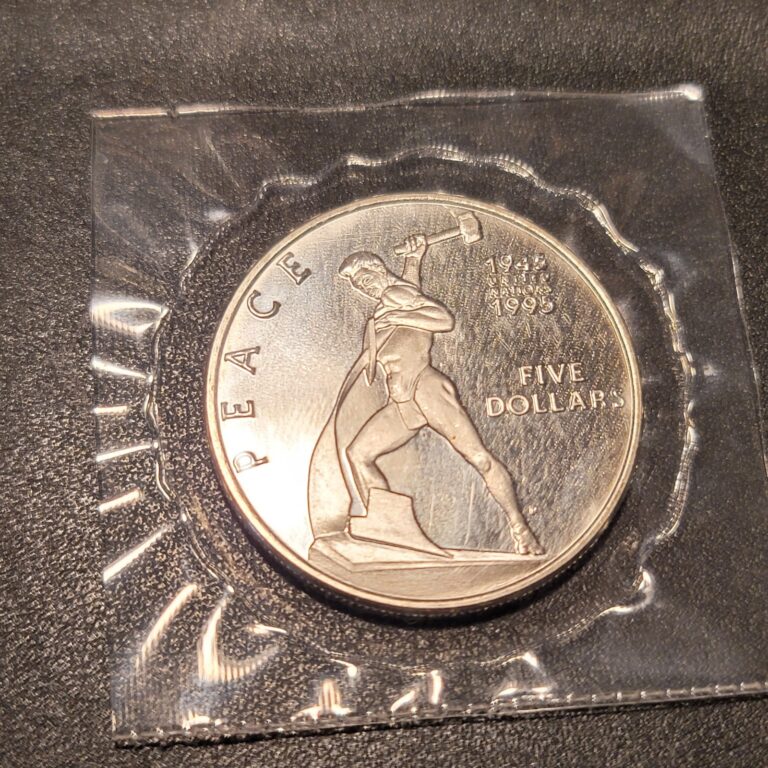 PEACE
1945
UNITED
NATIONS
1995
FIVE
DOLLARS